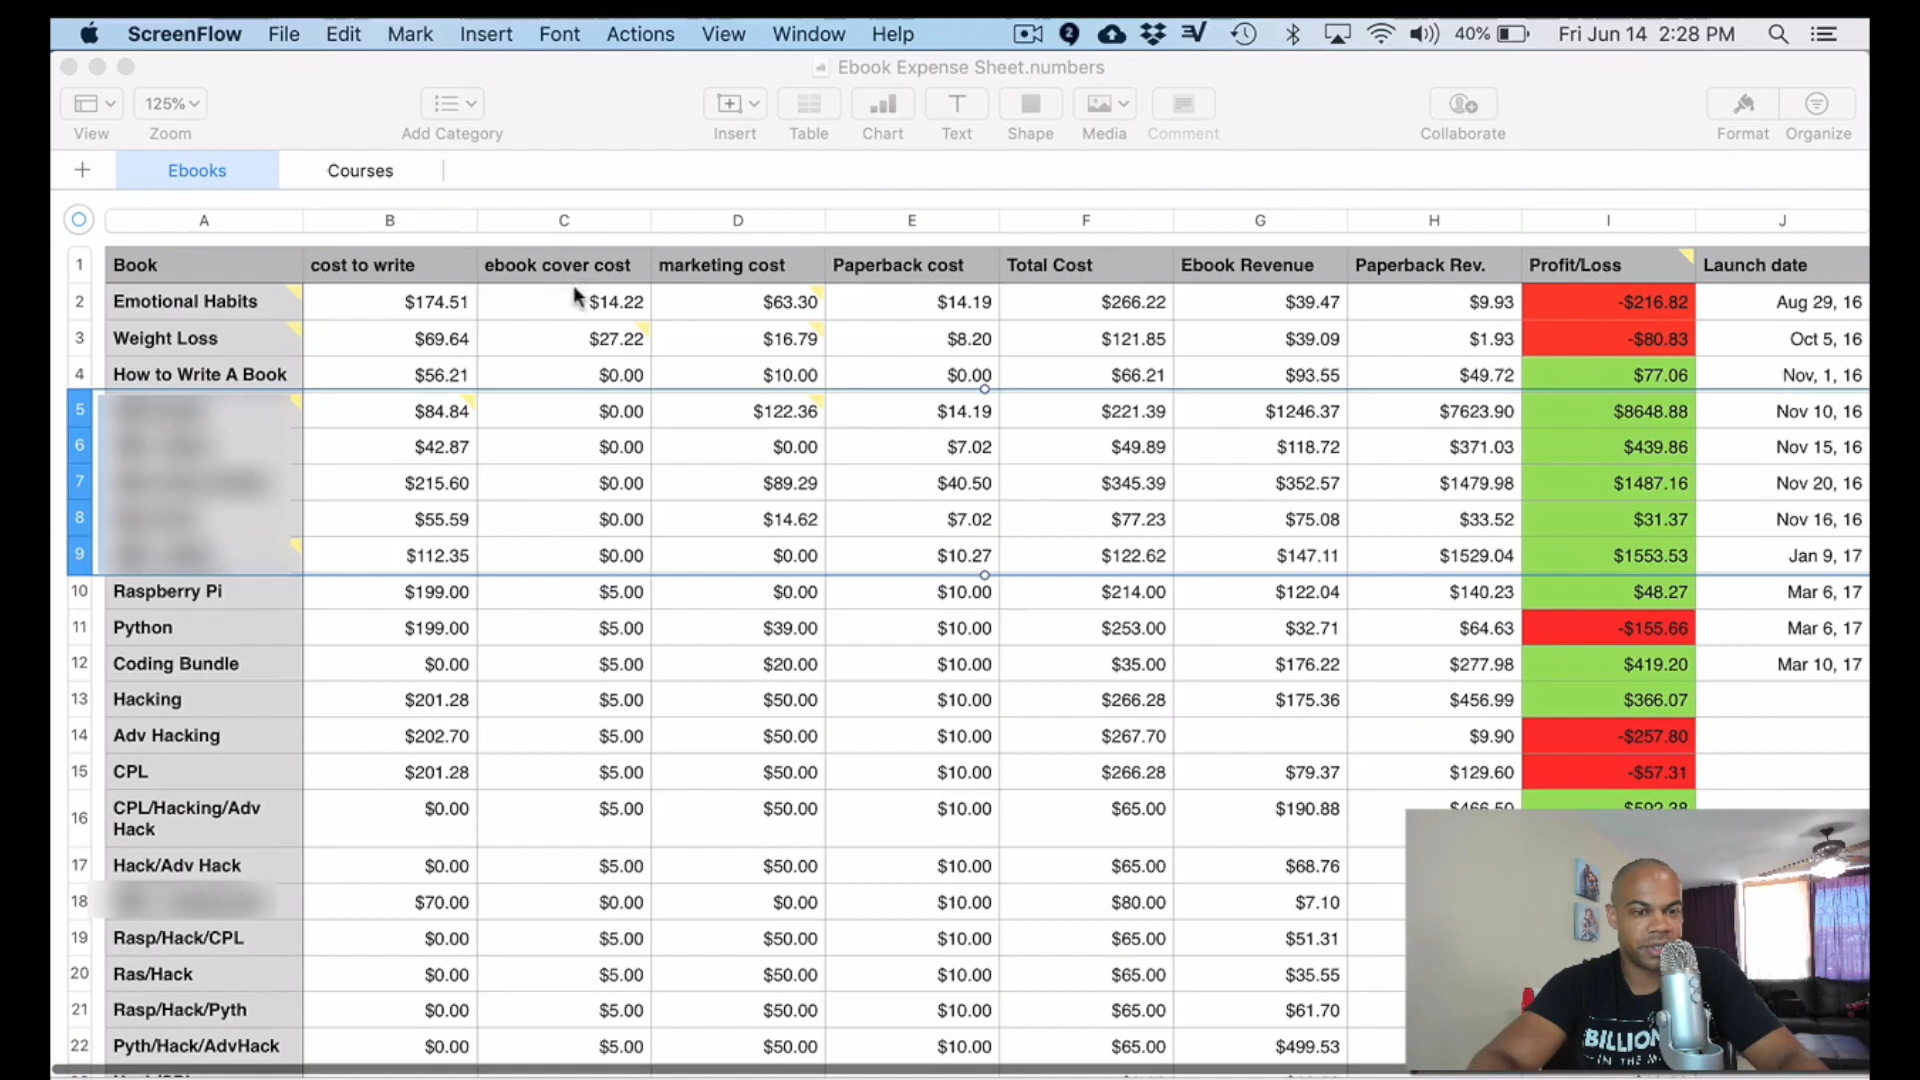 ScreenFlow File Edit Mark Insert Font Actions View Window Help 2 40% Fri Jun 14 2:28 PM
Ebook Expense Sheet.numbers
125%
View Zoom Add Category Insert Table Chart Text Shape Media Comment Collaborate Format Organize
Ebooks Courses
A B C D E F G H I J
1 Book cost to write ebook cover cost marketing cost Paperback cost Total Cost Ebook Revenue Paperback Rev. Profit/Loss Launch date
2 Emotional Habits $174.51 $14.22 $63.30 $14.19 $266.22 $39.47 $9.93 -$216.82 Aug 29, 16
3 Weight Loss $69.64 $27.22 $16.79 $8.20 $121.85 $39.09 $1.93 -$80.83 Oct 5, 16
4 How to Write A Book $56.21 $0.00 $10.00 $0.00 $66.21 $93.55 $49.72 $77.06 Nov, 1, 16
5 $84.84 $0.00 $122.36 $14.19 $221.39 $1246.37 $7623.90 $8648.88 Nov 10, 16
6 $42.87 $0.00 $0.00 $7.02 $49.89 $118.72 $371.03 $439.86 Nov 15, 16
7 $215.60 $0.00 $89.29 $40.50 $345.39 $352.57 $1479.98 $1487.16 Nov 20, 16
8 $55.59 $0.00 $14.62 $7.02 $77.23 $75.08 $33.52 $31.37 Nov 16, 16
9 $112.35 $0.00 $0.00 $10.27 $122.62 $147.11 $1529.04 $1553.53 Jan 9, 17
10 Raspberry Pi $199.00 $5.00 $0.00 $10.00 $214.00 $122.04 $140.23 $48.27 Mar 6, 17
11 Python $199.00 $5.00 $39.00 $10.00 $253.00 $32.71 $64.63 -$155.66 Mar 6, 17
12 Coding Bundle $0.00 $5.00 $20.00 $10.00 $35.00 $176.22 $277.98 $419.20 Mar 10, 17
13 Hacking $201.28 $5.00 $50.00 $10.00 $266.28 $175.36 $456.99 $366.07
14 Adv Hacking $202.70 $5.00 $50.00 $10.00 $267.70 $9.90 -$257.80
15 CPL $201.28 $5.00 $50.00 $10.00 $266.28 $79.37 $129.60 -$57.31
16 CPL/Hacking/Adv Hack $0.00 $5.00 $50.00 $10.00 $65.00 $190.88 $466.50 $592.38
17 Hack/Adv Hack $0.00 $5.00 $50.00 $10.00 $65.00 $68.76
18 $70.00 $0.00 $0.00 $10.00 $80.00 $7.10
19 Rasp/Hack/CPL $0.00 $5.00 $50.00 $10.00 $65.00 $51.31
20 Ras/Hack $0.00 $5.00 $50.00 $10.00 $65.00 $35.55
21 Rasp/Hack/Pyth $0.00 $5.00 $50.00 $10.00 $65.00 $61.70
22 Pyth/Hack/AdvHack $0.00 $5.00 $50.00 $10.00 $65.00 $499.53
BILLION
IN THE